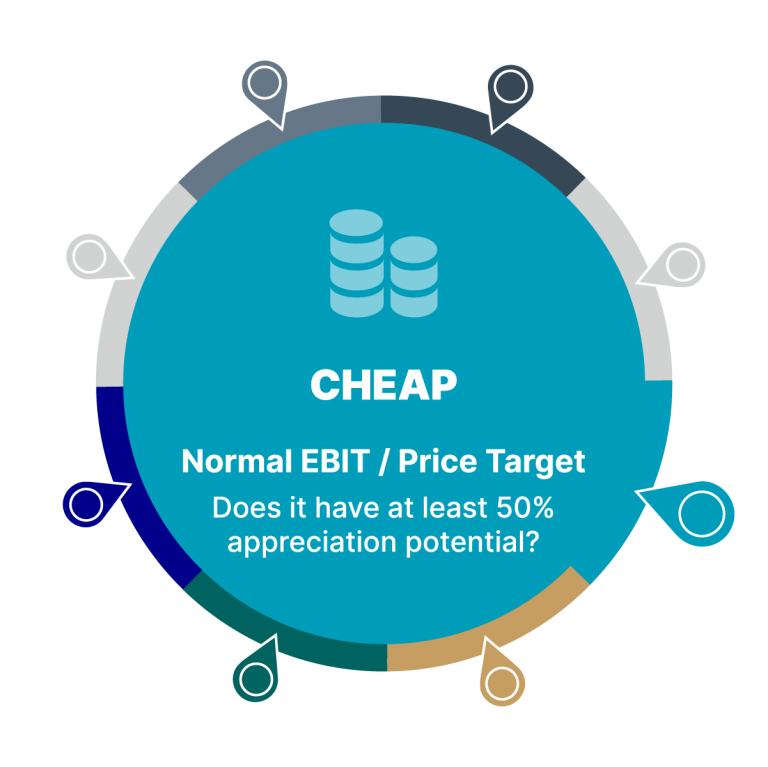 CHEAP
Normal EBIT / Price Target
Does it have at least 50%
appreciation potential?